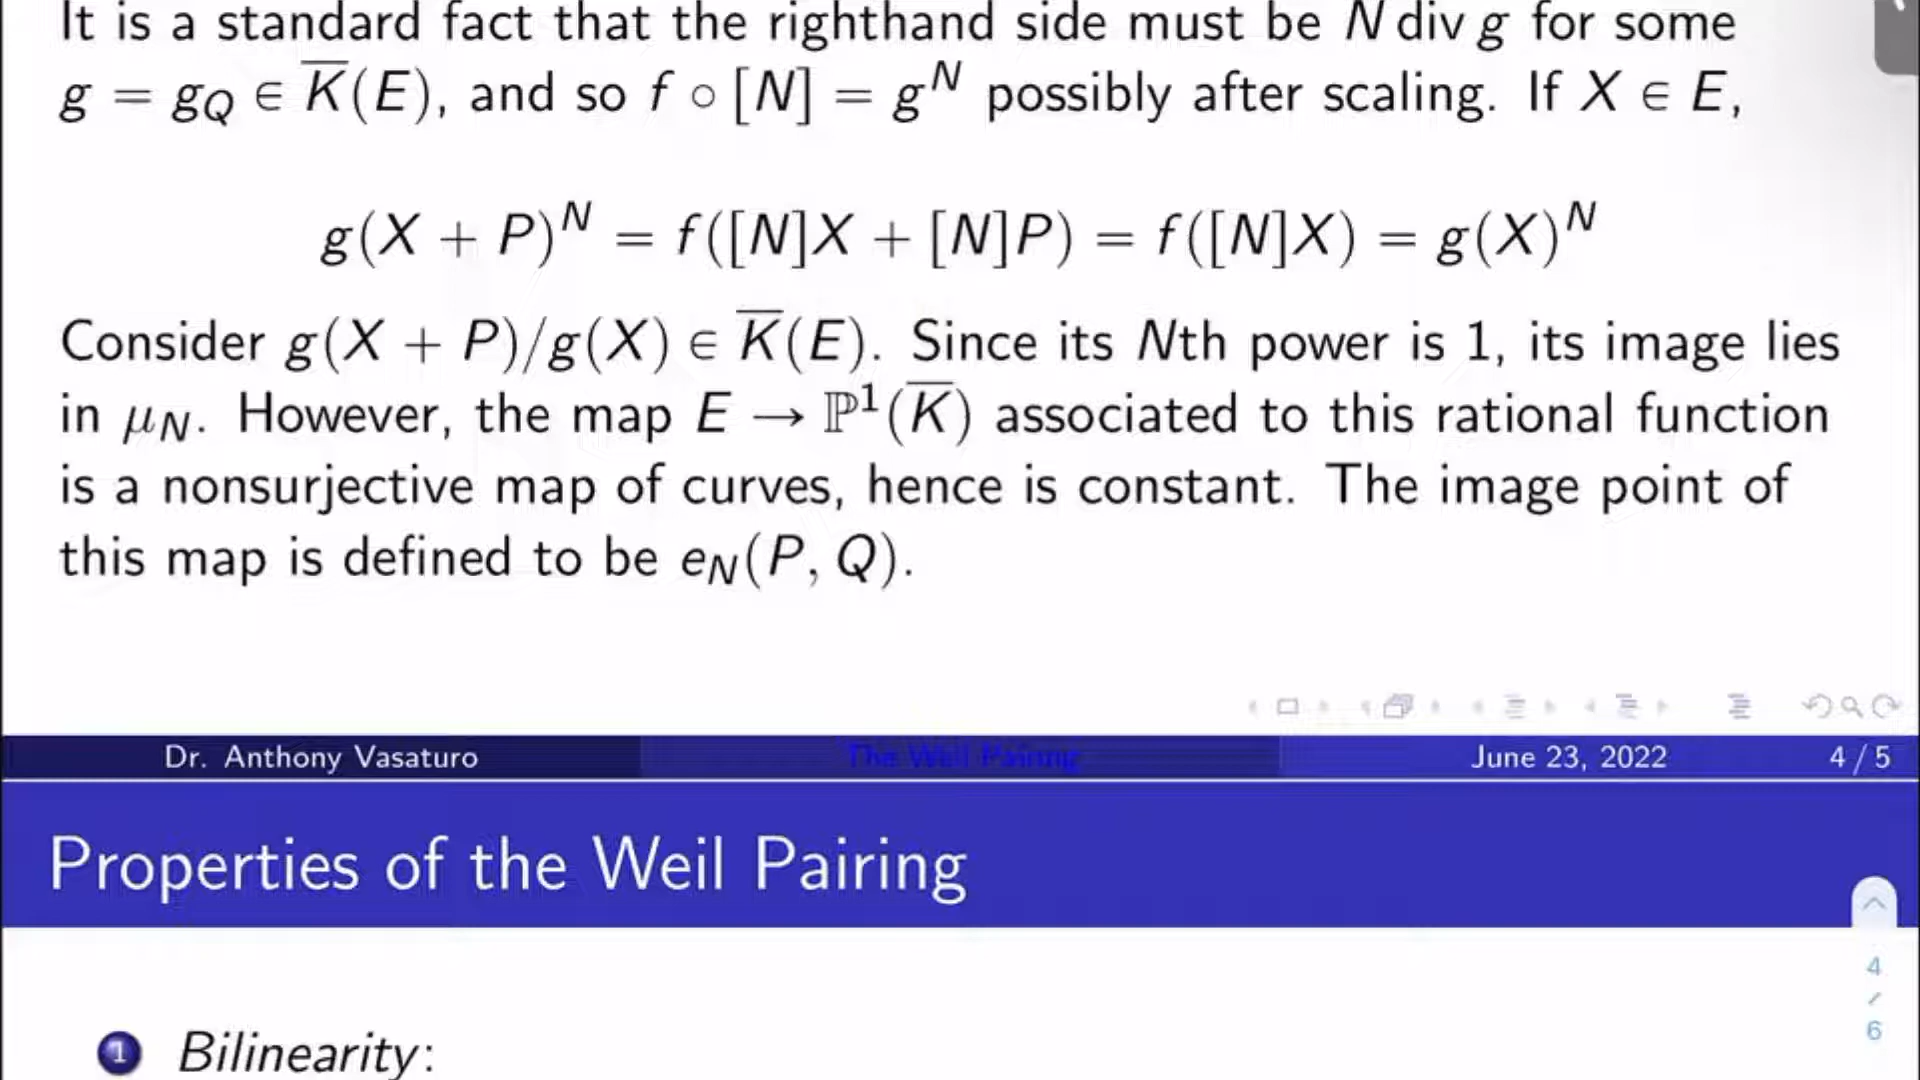 It is a standard fact that the righthand side must be N div g for some
g = g_Q ∈ K̅(E), and so f ∘ [N] = g^N possibly after scaling. If X ∈ E,
g(X + P)^N = f([N]X + [N]P) = f([N]X) = g(X)^N
Consider g(X + P)/g(X) ∈ K̅(E). Since its Nth power is 1, its image lies
in μ_N. However, the map E → ℙ¹(K̅) associated to this rational function
is a nonsurjective map of curves, hence is constant. The image point of
this map is defined to be e_N(P, Q).
Dr. Anthony Vasaturo The Weil Pairing June 23, 2022 4 / 5
Properties of the Weil Pairing
4
/
6
1 Bilinearity: